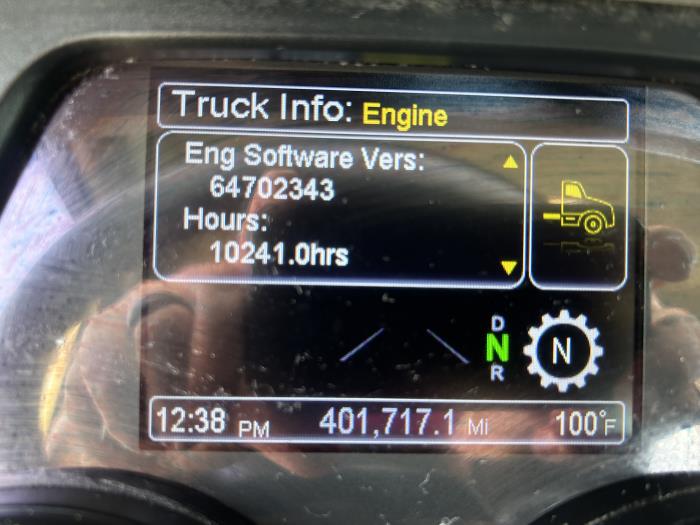 Truck Info: Engine
Eng Software Vers:
64702343
Hours:
10241.0hrs
D
N
R
N
12:38 PM 401,717.1 Mi 100°F